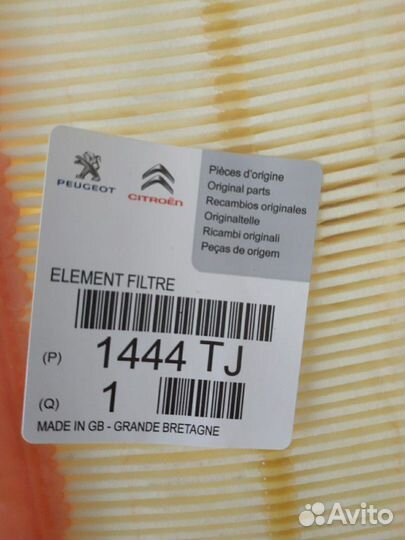 PEUGEOT
CITROËN
Pièces d'origine
Original parts
Recambios originales
Originaltelle
Ricambi originali
Peças de origem
ELEMENT FILTRE
(P) 1444 TJ
(Q) 1
MADE IN GB - GRANDE BRETAGNE
Avito